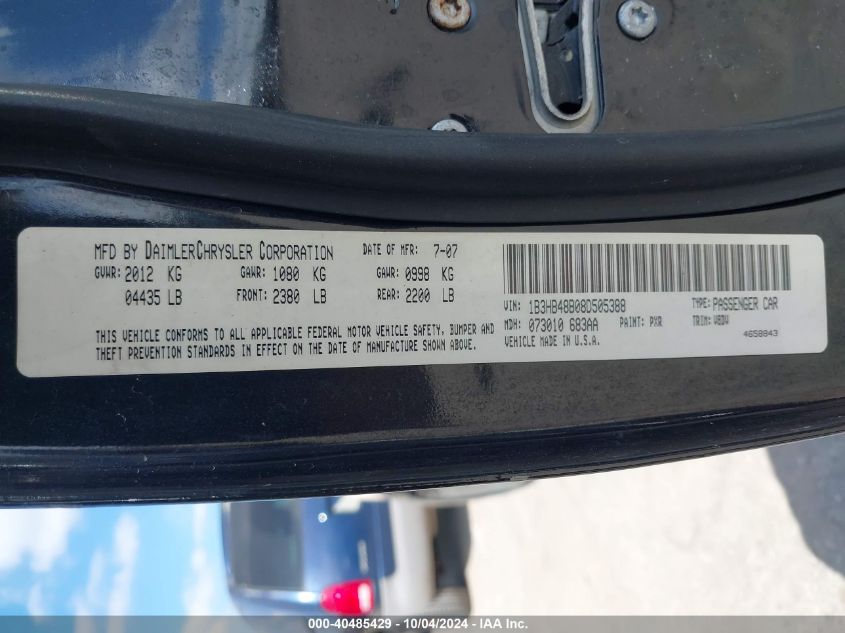 MFD BY DAIMLERCHRYSLER CORPORATION DATE OF MFR: 7-07
GVWR: 2012 KG GAWR: 1080 KG GAWR: 0998 KG
04435 LB FRONT: 2380 LB REAR: 2200 LB
THIS VEHICLE CONFORMS TO ALL APPLICABLE FEDERAL MOTOR VEHICLE SAFETY, BUMPER AND
THEFT PREVENTION STANDARDS IN EFFECT ON THE DATE OF MANUFACTURE SHOWN ABOVE.
VIN: 1B3HB48B08D505388 TYPE: PASSENGER CAR
MDH: 073010 683AA PAINT: PXR TRIM:
VEHICLE MADE IN U.S.A. 4658843
000-40485429 - 10/04/2024 - IAA Inc.